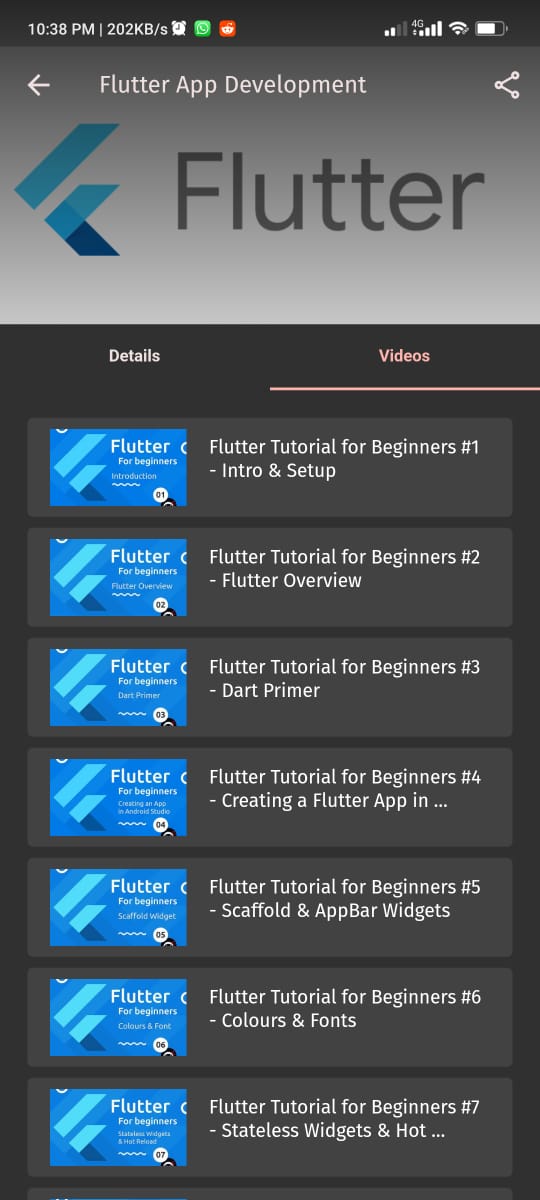 10:38 PM | 202KB/s
4G
Flutter App Development
Flutter
Details
Videos
Flutter
For beginners
Introduction
01
Flutter Tutorial for Beginners #1
- Intro & Setup
Flutter
For beginners
Flutter Overview
02
Flutter Tutorial for Beginners #2
- Flutter Overview
Flutter
For beginners
Dart Primer
03
Flutter Tutorial for Beginners #3
- Dart Primer
Flutter
For beginners
Creating an App
in Android Studio
04
Flutter Tutorial for Beginners #4
- Creating a Flutter App in ...
Flutter
For beginners
Scaffold Widget
05
Flutter Tutorial for Beginners #5
- Scaffold & AppBar Widgets
Flutter
For beginners
Colours & Font
06
Flutter Tutorial for Beginners #6
- Colours & Fonts
Flutter
For beginners
Stateless Widgets
& Hot Reload
07
Flutter Tutorial for Beginners #7
- Stateless Widgets & Hot ...